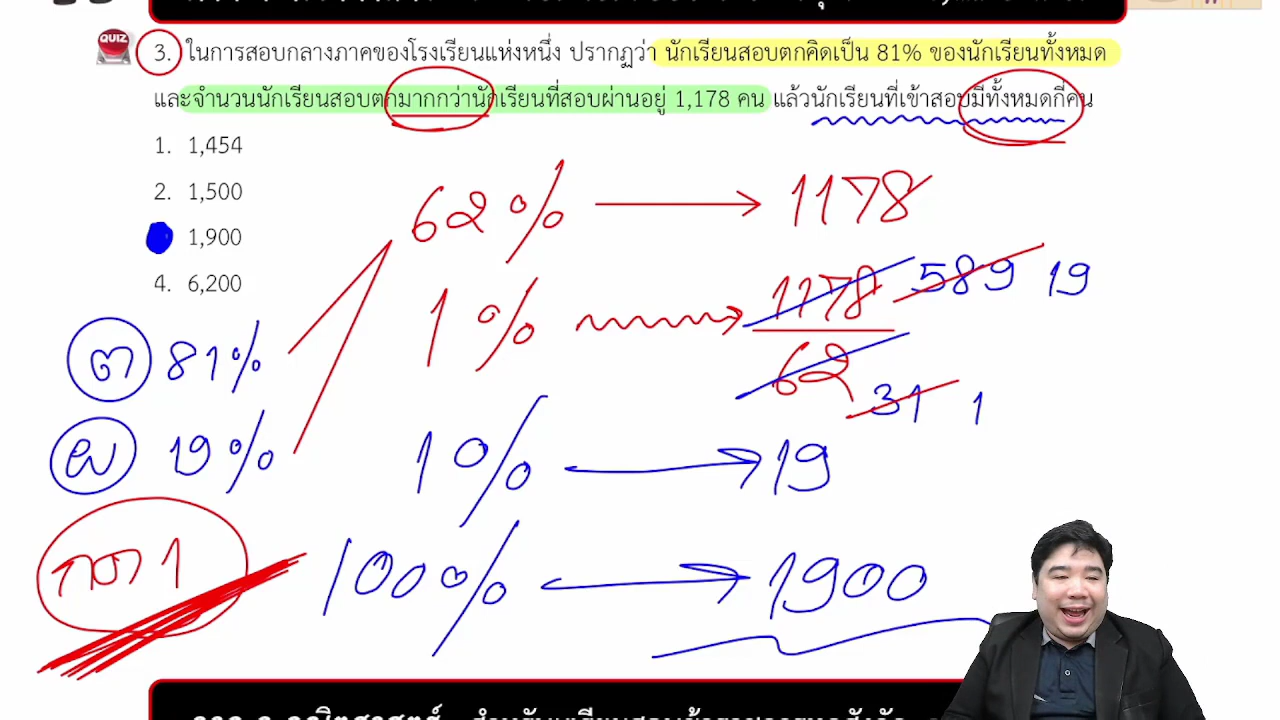 QUIZ
3. ในการสอบกลางภาคของโรงเรียนแห่งหนึ่ง ปรากฏว่า นักเรียนสอบตกคิดเป็น 81% ของนักเรียนทั้งหมด
และจำนวนนักเรียนสอบตกมากกว่านักเรียนที่สอบผ่านอยู่ 1,178 คน แล้วนักเรียนที่เข้าสอบมีทั้งหมดกี่คน
1. 1,454
2. 1,500
1,900
4. 6,200
62% 1178
1% 1178 589 19
62 31 1
ต 81%
ผ 19%
1% 19
100% 1900
1